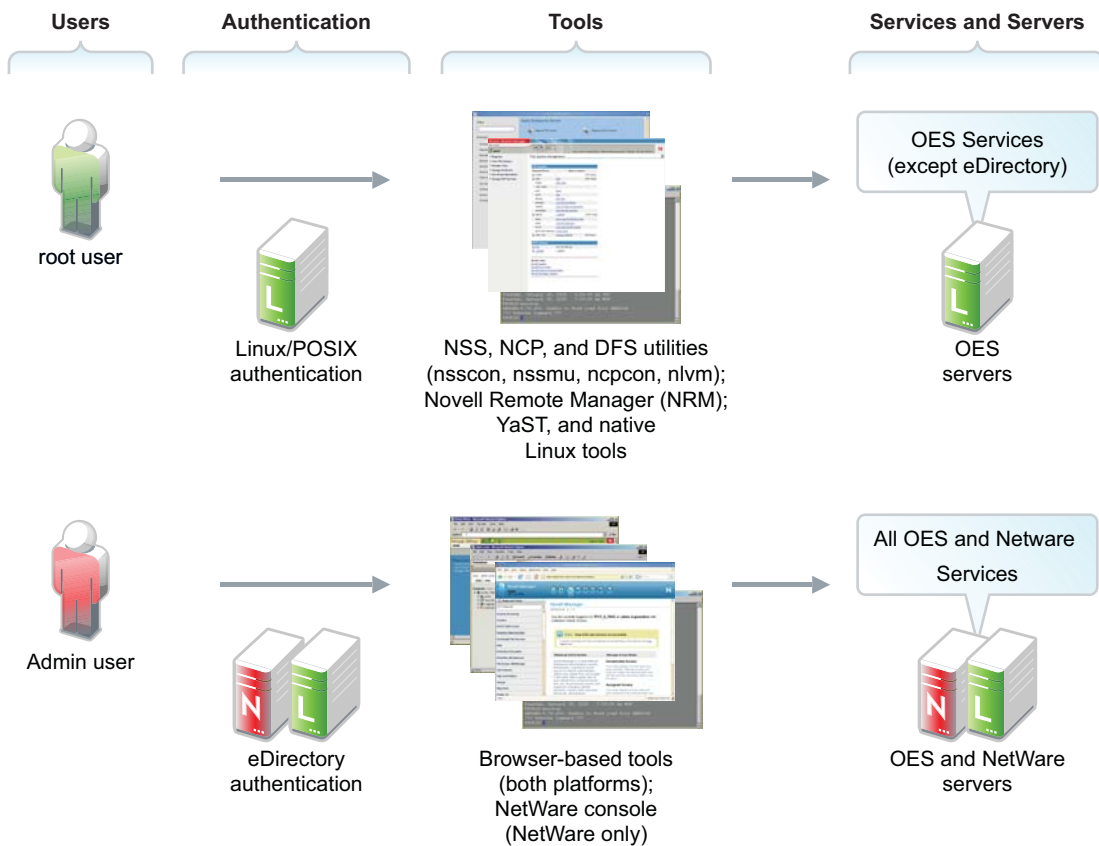 Users
Authentication
Tools
Services and Servers
OES Services
(except eDirectory)
root user
L
L
Linux/POSIX
authentication
NSS, NCP, and DFS utilities
(nsscon, nssmu, ncpcon, nlvm);
Novell Remote Manager (NRM);
YaST, and native
Linux tools
OES
servers
All OES and Netware
Services
Admin user
N
L
N
L
eDirectory
authentication
Browser-based tools
(both platforms);
NetWare console
(NetWare only)
OES and NetWare
servers